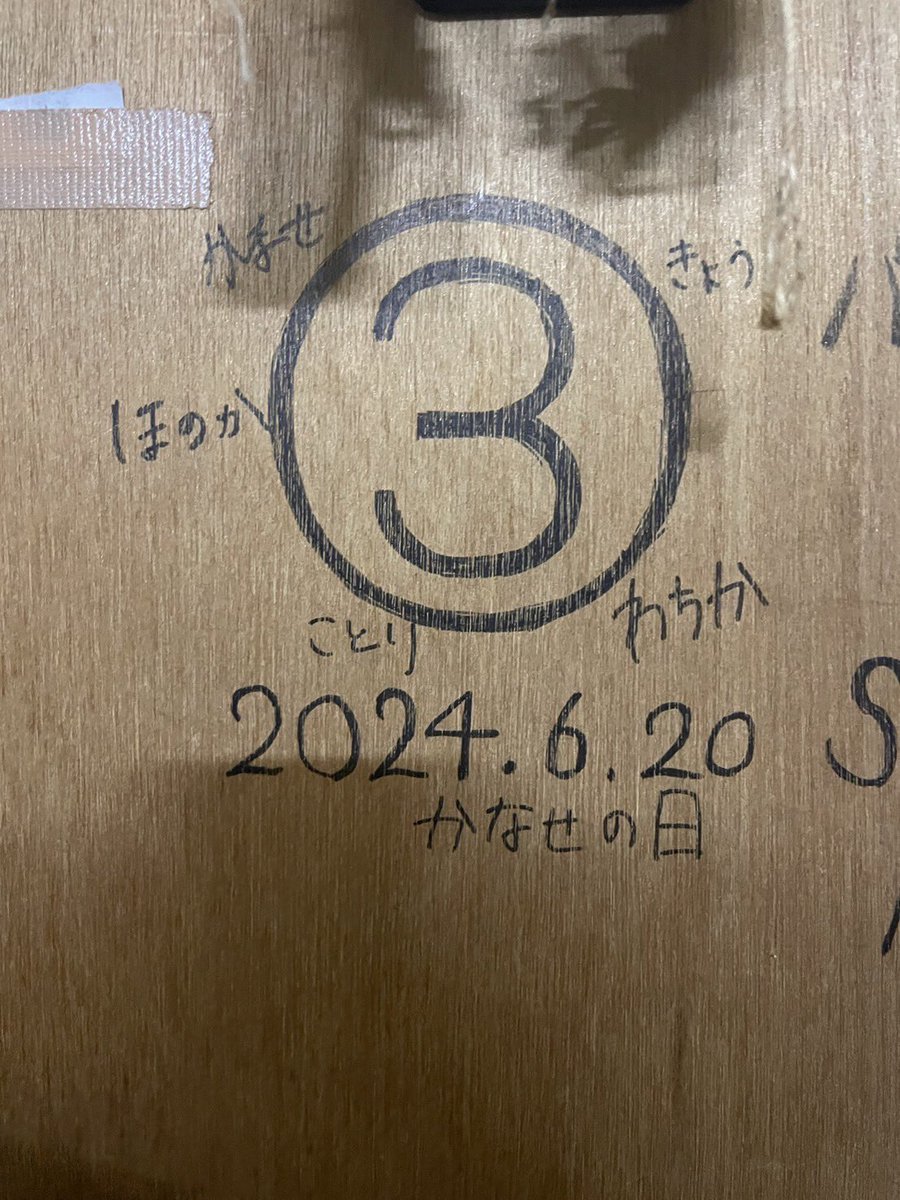 かなせ
きょう
③
ほのか
わちか
ことり
2024.6.20
かなせの日